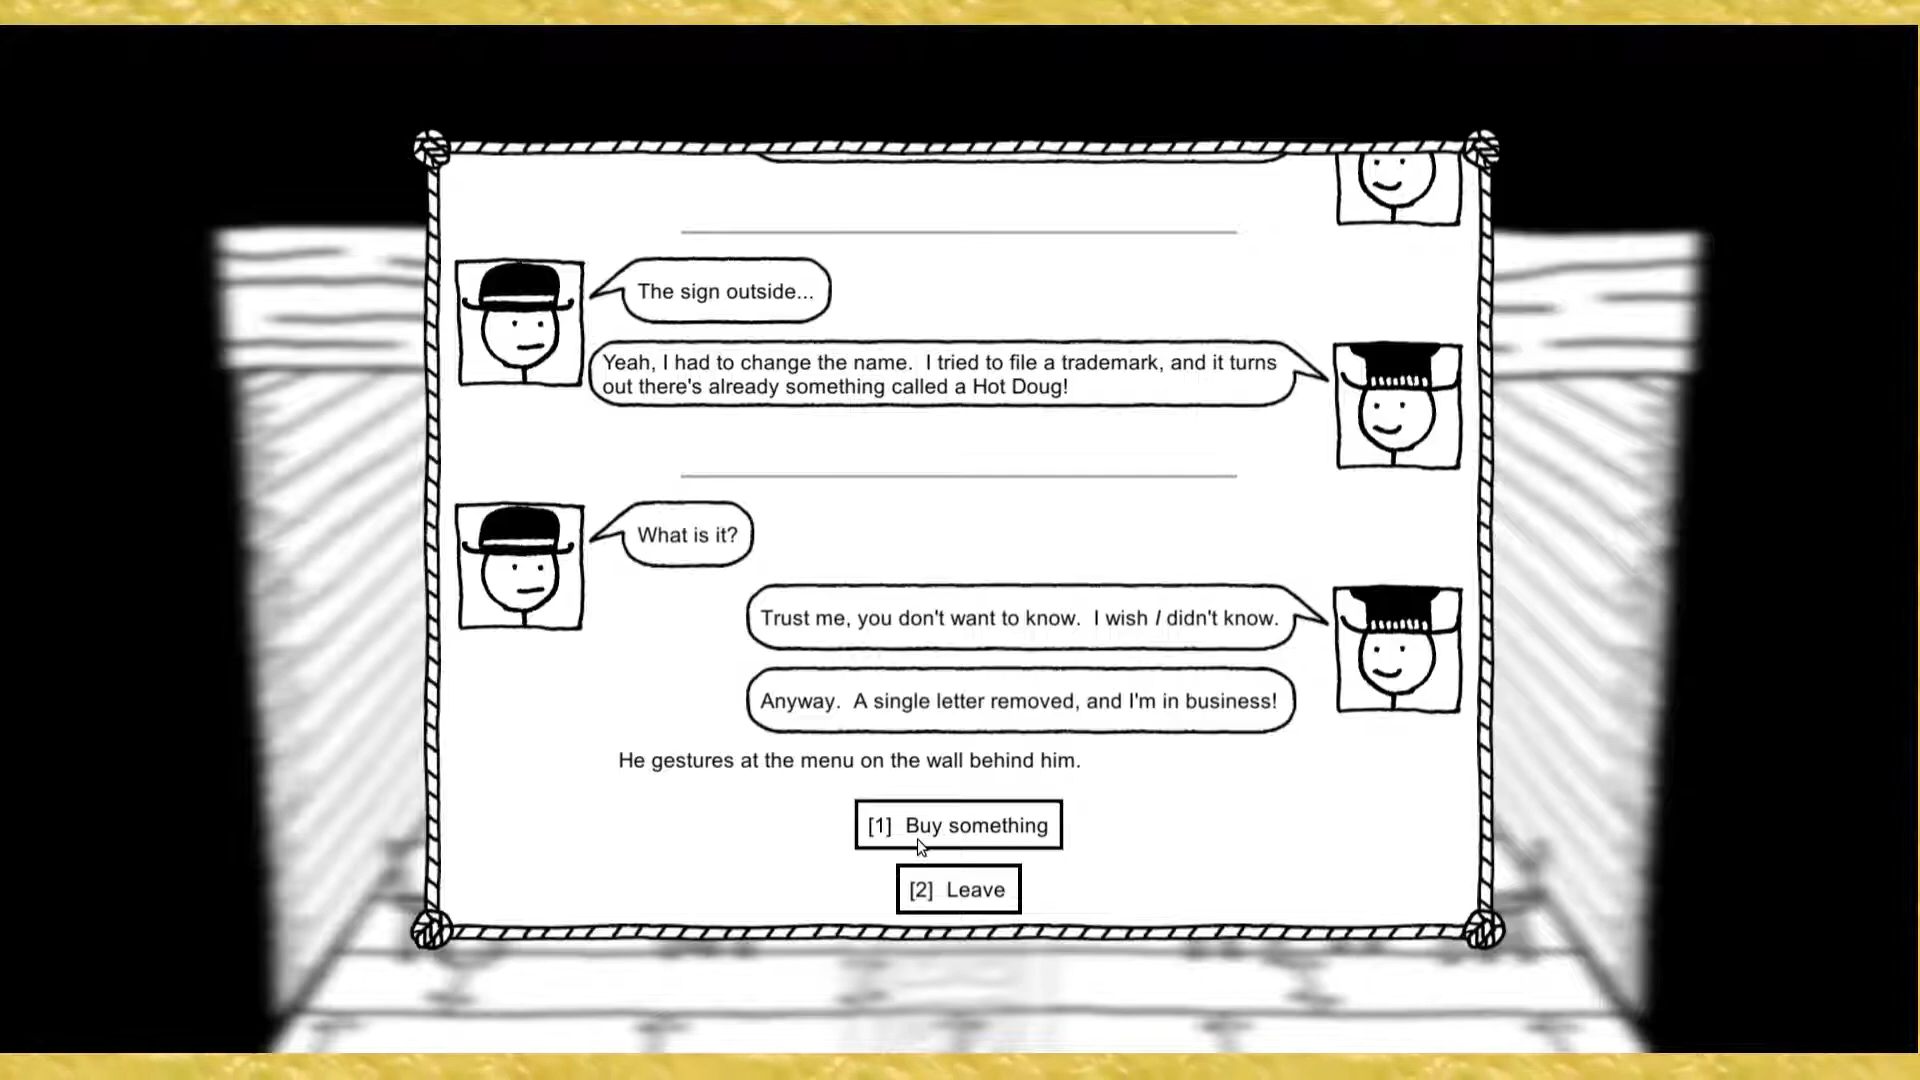 The sign outside...
Yeah, I had to change the name.  I tried to file a trademark, and it turns
out there's already something called a Hot Doug!
What is it?
Trust me, you don't want to know.  I wish I didn't know.
Anyway.  A single letter removed, and I'm in business!
He gestures at the menu on the wall behind him.
[1]  Buy something
[2]  Leave